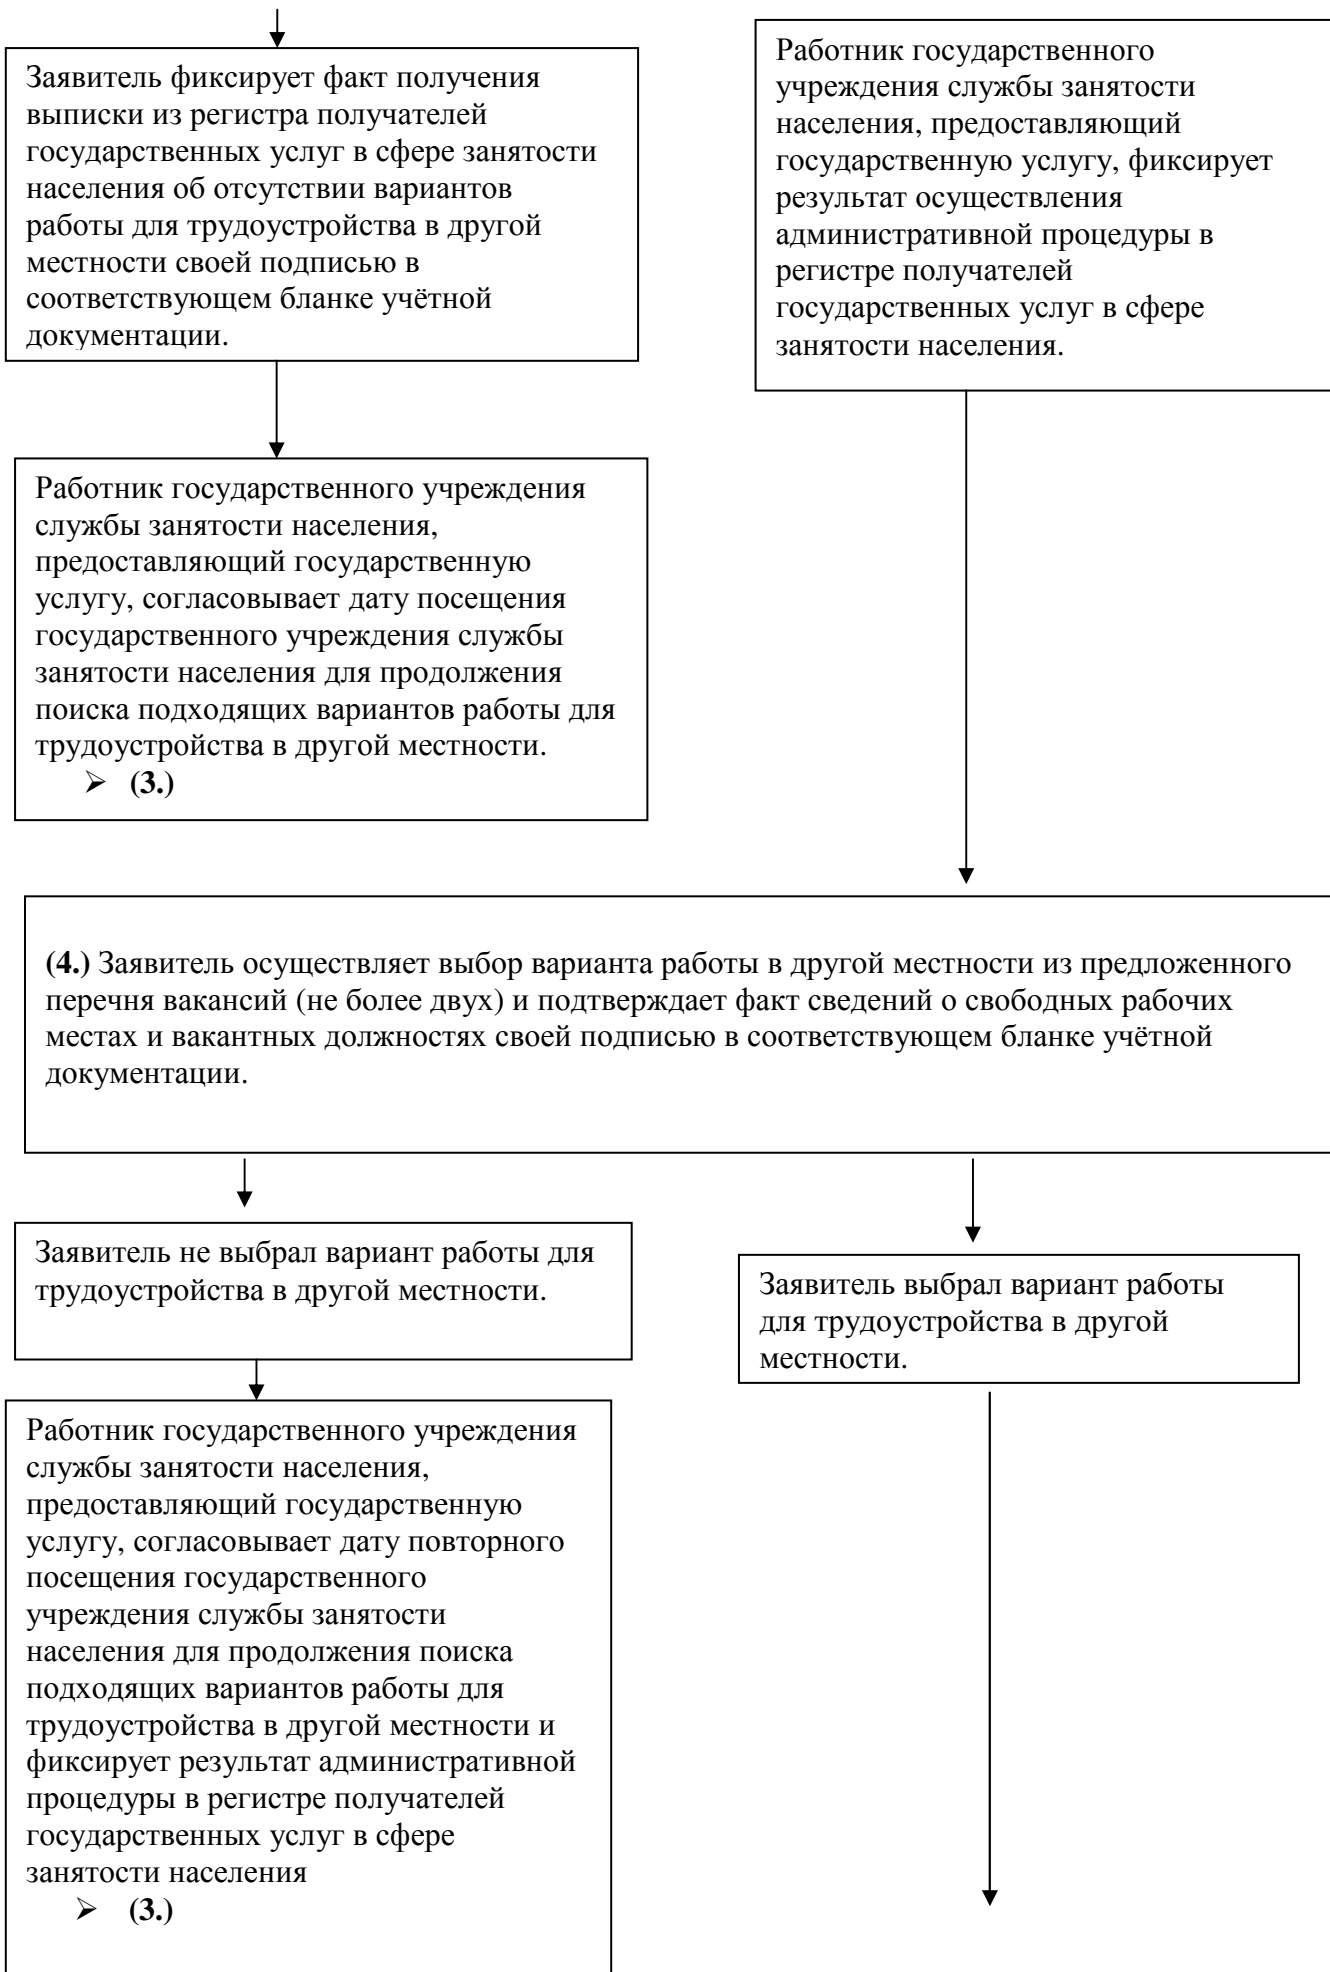 Заявитель фиксирует факт получения
выписки из регистра получателей
государственных услуг в сфере занятости
населения об отсутствии вариантов
работы для трудоустройства в другой
местности своей подписью в
соответствующем бланке учётной
документации.
Работник государственного
учреждения службы занятости
населения, предоставляющий
государственную услугу, фиксирует
результат осуществления
административной процедуры в
регистре получателей
государственных услуг в сфере
занятости населения.
Работник государственного учреждения
службы занятости населения,
предоставляющий государственную
услугу, согласовывает дату посещения
государственного учреждения службы
занятости населения для продолжения
поиска подходящих вариантов работы для
трудоустройства в другой местности.
➢ (3.)
(4.) Заявитель осуществляет выбор варианта работы в другой местности из предложенного
перечня вакансий (не более двух) и подтверждает факт сведений о свободных рабочих
местах и вакантных должностях своей подписью в соответствующем бланке учётной
документации.
Заявитель не выбрал вариант работы для
трудоустройства в другой местности.
Заявитель выбрал вариант работы
для трудоустройства в другой
местности.
Работник государственного учреждения
службы занятости населения,
предоставляющий государственную
услугу, согласовывает дату повторного
посещения государственного
учреждения службы занятости
населения для продолжения поиска
подходящих вариантов работы для
трудоустройства в другой местности и
фиксирует результат административной
процедуры в регистре получателей
государственных услуг в сфере
занятости населения
➢ (3.)